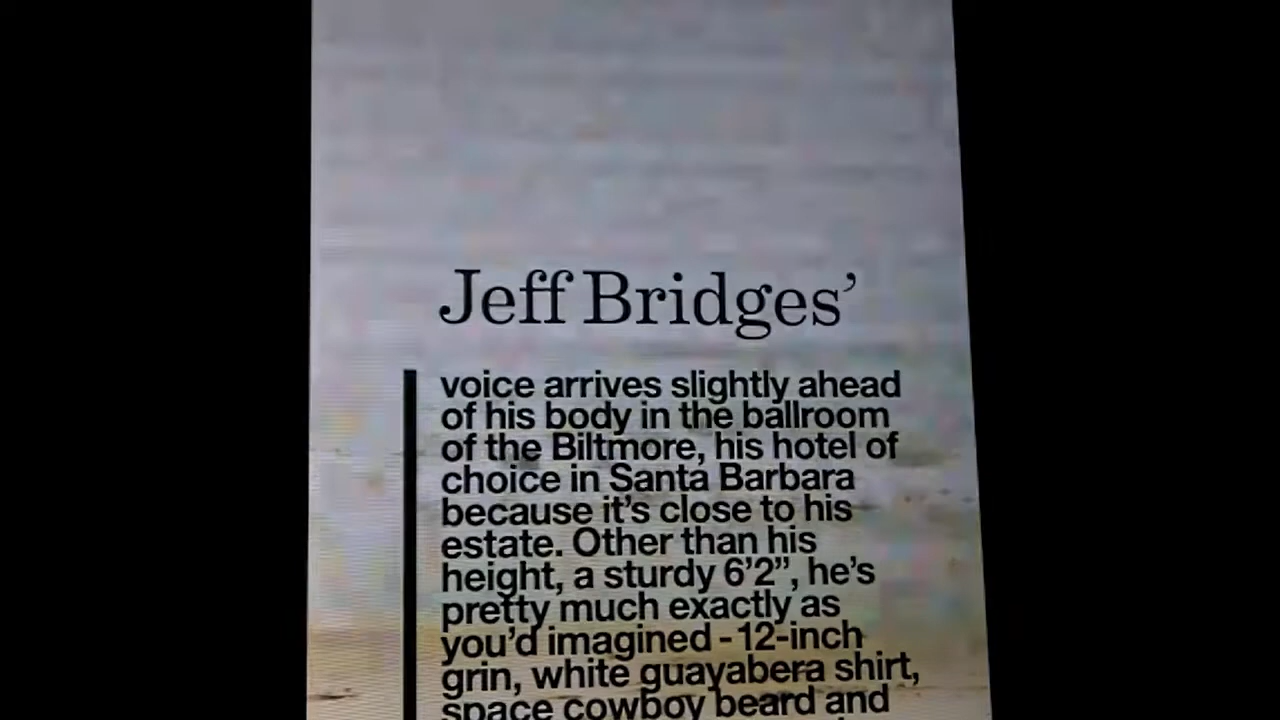 Jeff Bridges’
voice arrives slightly ahead
of his body in the ballroom
of the Biltmore, his hotel of
choice in Santa Barbara
because it’s close to his
estate. Other than his
height, a sturdy 6’2”, he’s
pretty much exactly as
you’d imagined - 12-inch
grin, white guayabera shirt,
space cowboy beard and